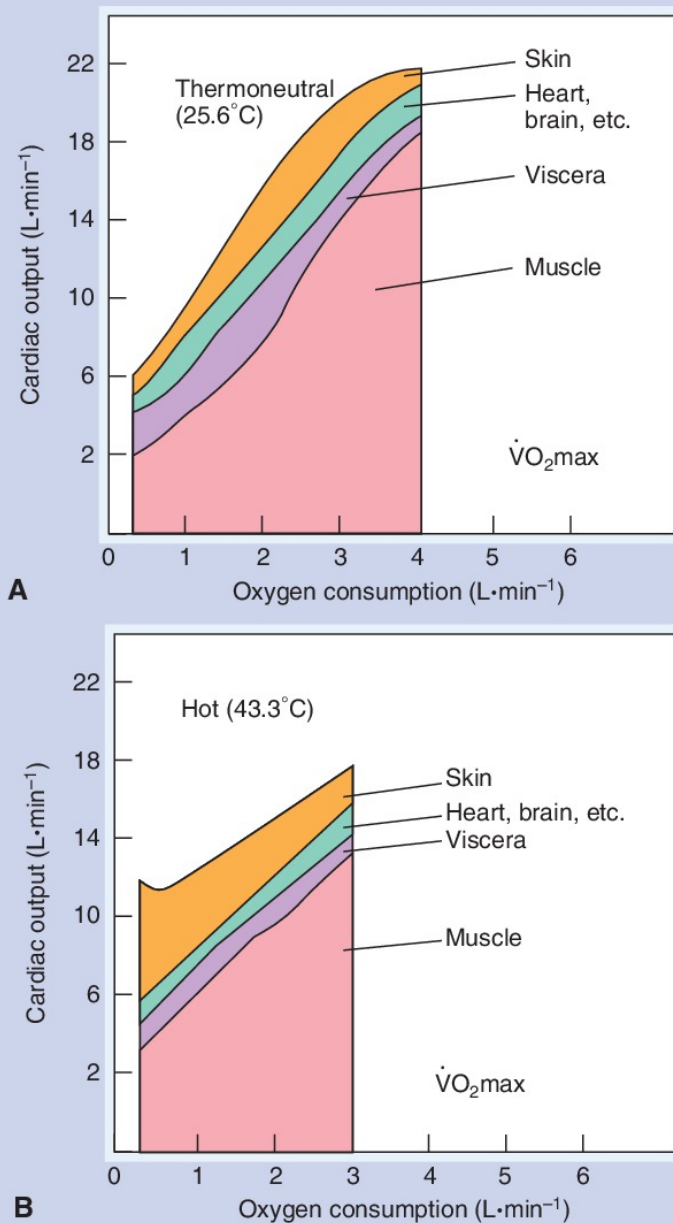 22
18
14
10
6
2
Cardiac output (L•min⁻¹)
Thermoneutral
(25.6°C)
Skin
Heart,
brain, etc.
Viscera
Muscle
V̇O₂max
0 1 2 3 4 5 6
A
Oxygen consumption (L•min⁻¹)
22
18
14
10
6
2
Cardiac output (L•min⁻¹)
Hot (43.3°C)
Skin
Heart, brain, etc.
Viscera
Muscle
V̇O₂max
0 1 2 3 4 5 6
B
Oxygen consumption (L•min⁻¹)